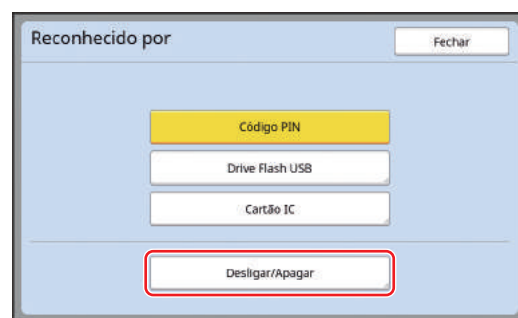 Reconhecido por
Fechar
Código PIN
Drive Flash USB
Cartão IC
Desligar/Apagar